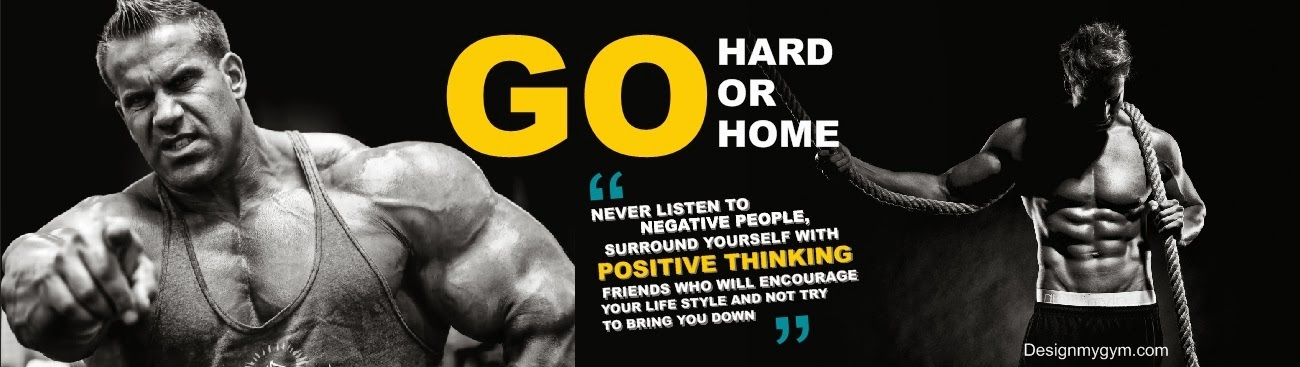 GO
HARD
OR
HOME
“
NEVER LISTEN TO
NEGATIVE PEOPLE,
SURROUND YOURSELF WITH
POSITIVE THINKING
FRIENDS WHO WILL ENCOURAGE
YOUR LIFE STYLE AND NOT TRY
TO BRING YOU DOWN
”
Designmygym.com